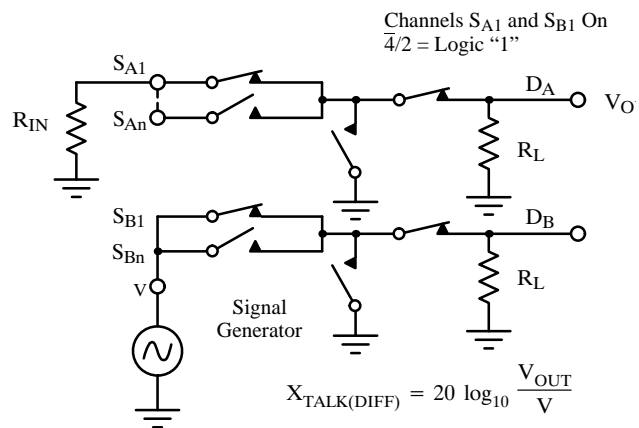 Channels S_A1 and S_B1 On
4̅/2 = Logic “1”
S_A1
D_A
V_O
R_IN
S_An
R_L
S_B1
D_B
S_Bn
V
R_L
Signal
Generator
X_TALK(DIFF) = 20 log_10 V_OUT / V